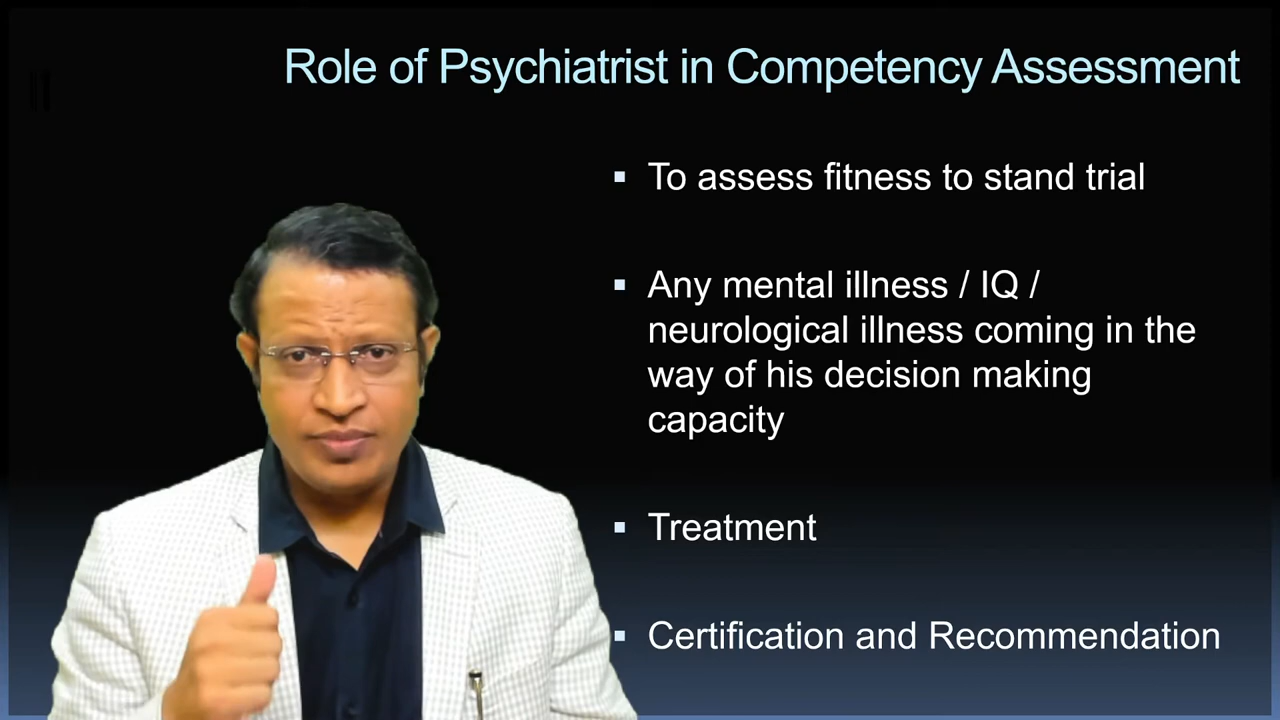 Role of Psychiatrist in Competency Assessment
▪ To assess fitness to stand trial
▪ Any mental illness / IQ /
neurological illness coming in the
way of his decision making
capacity
▪ Treatment
▪ Certification and Recommendation